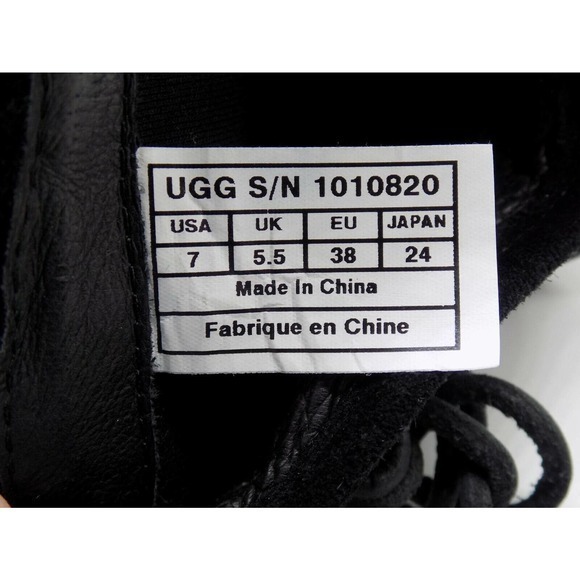 UGG S/N 1010820
USA UK EU JAPAN
7 5.5 38 24
Made In China
Fabrique en Chine